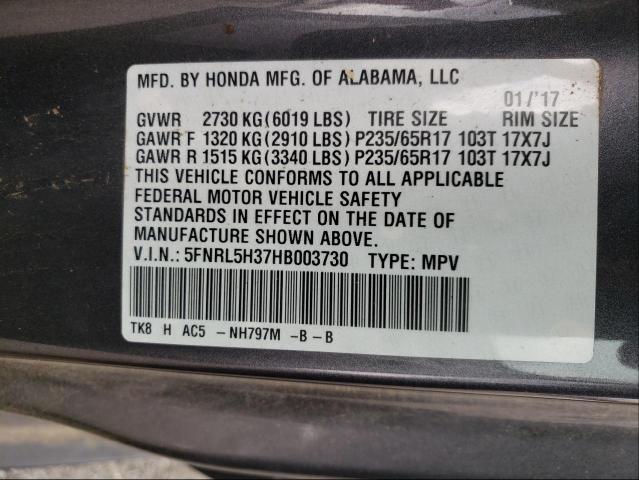 MFD. BY HONDA MFG. OF ALABAMA, LLC
01/'17
GVWR 2730 KG(6019 LBS) TIRE SIZE RIM SIZE
GAWR F 1320 KG(2910 LBS) P235/65R17 103T 17X7J
GAWR R 1515 KG(3340 LBS) P235/65R17 103T 17X7J
THIS VEHICLE CONFORMS TO ALL APPLICABLE
FEDERAL MOTOR VEHICLE SAFETY
STANDARDS IN EFFECT ON THE DATE OF
MANUFACTURE SHOWN ABOVE.
V.I.N.: 5FNRL5H37HB003730 TYPE: MPV
TK8 H AC5 -NH797M -B-B